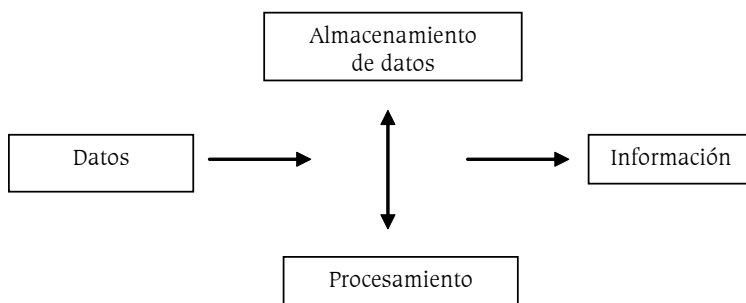 Almacenamiento
de datos
Datos
Información
Procesamiento